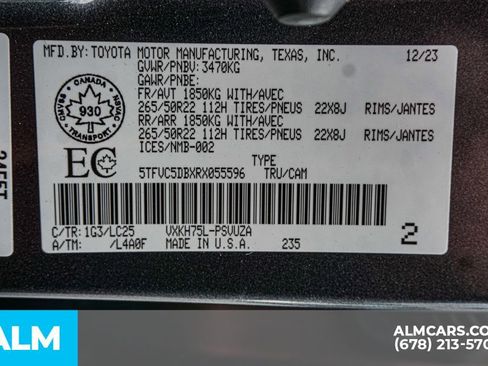 MFD.BY: TOYOTA MOTOR MANUFACTURING, TEXAS, INC. 12/23
GVWR/PNBV: 3470KG
GAWR/PNBE:
FR/AVT 1850KG WITH/AVEC
265/50R22 112H TIRES/PNEUS 22X8J RIMS/JANTES
RR/ARR 1850KG WITH/AVEC
265/50R22 112H TIRES/PNEUS 22X8J RIMS/JANTES
ICES/NMB-002
TYPE
5TFVC5DBXRX055596 TRU/CAM
CANADA
930
EC
C/TR: 1G3/LC25 VXKH75L-PSVUZA
A/TM: /L4A0F MADE IN U.S.A. 235
2
ALM
ALMCARS.COM
(678) 213-570